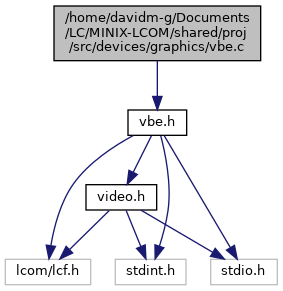 /home/davidm-g/Documents
/LC/MINIX-LCOM/shared/proj
/src/devices/graphics/vbe.c
vbe.h
video.h
lcom/lcf.h
stdint.h
stdio.h